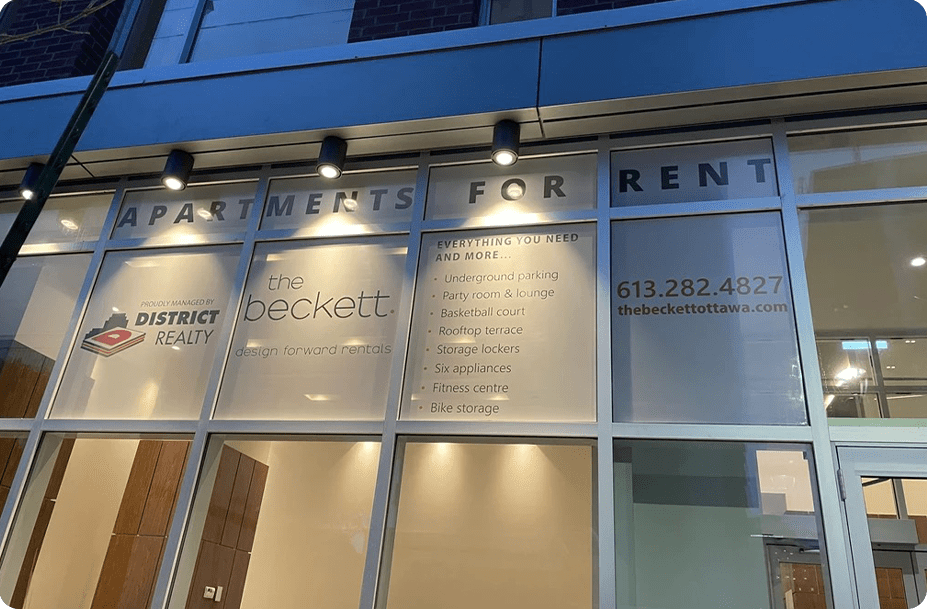 APARTMENTS FOR RENT
PROUDLY MANAGED BY
DISTRICT
REALTY
the
beckett.
design forward rentals
EVERYTHING YOU NEED
AND MORE...
• Underground parking
• Party room & lounge
• Basketball court
• Rooftop terrace
• Storage lockers
• Six appliances
• Fitness centre
• Bike storage
613.282.4827
thebeckettottawa.com